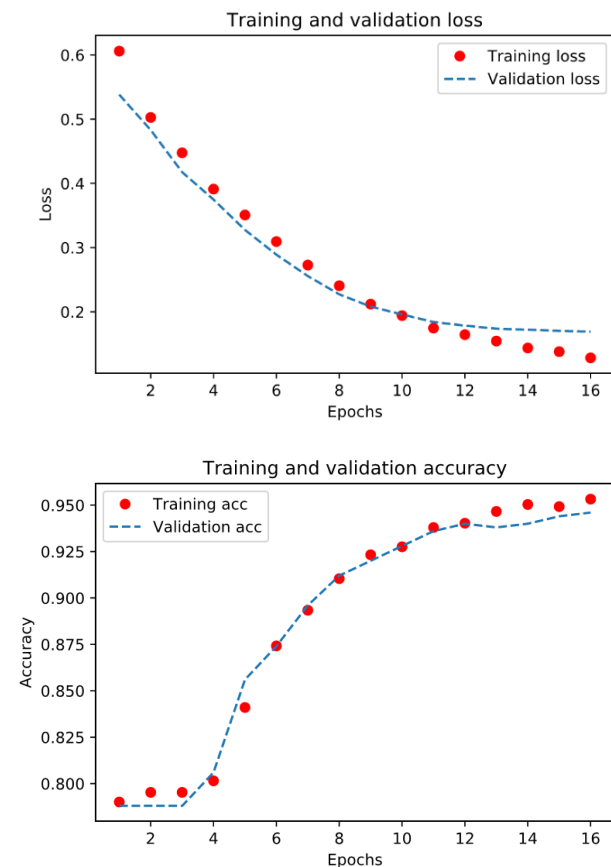 Training and validation loss
0.6
0.5
0.4
0.3
0.2
Loss
Training loss
Validation loss
2 4 6 8 10 12 14 16
Epochs
Training and validation accuracy
0.950
0.925
0.900
0.875
0.850
0.825
0.800
Accuracy
Training acc
Validation acc
2 4 6 8 10 12 14 16
Epochs